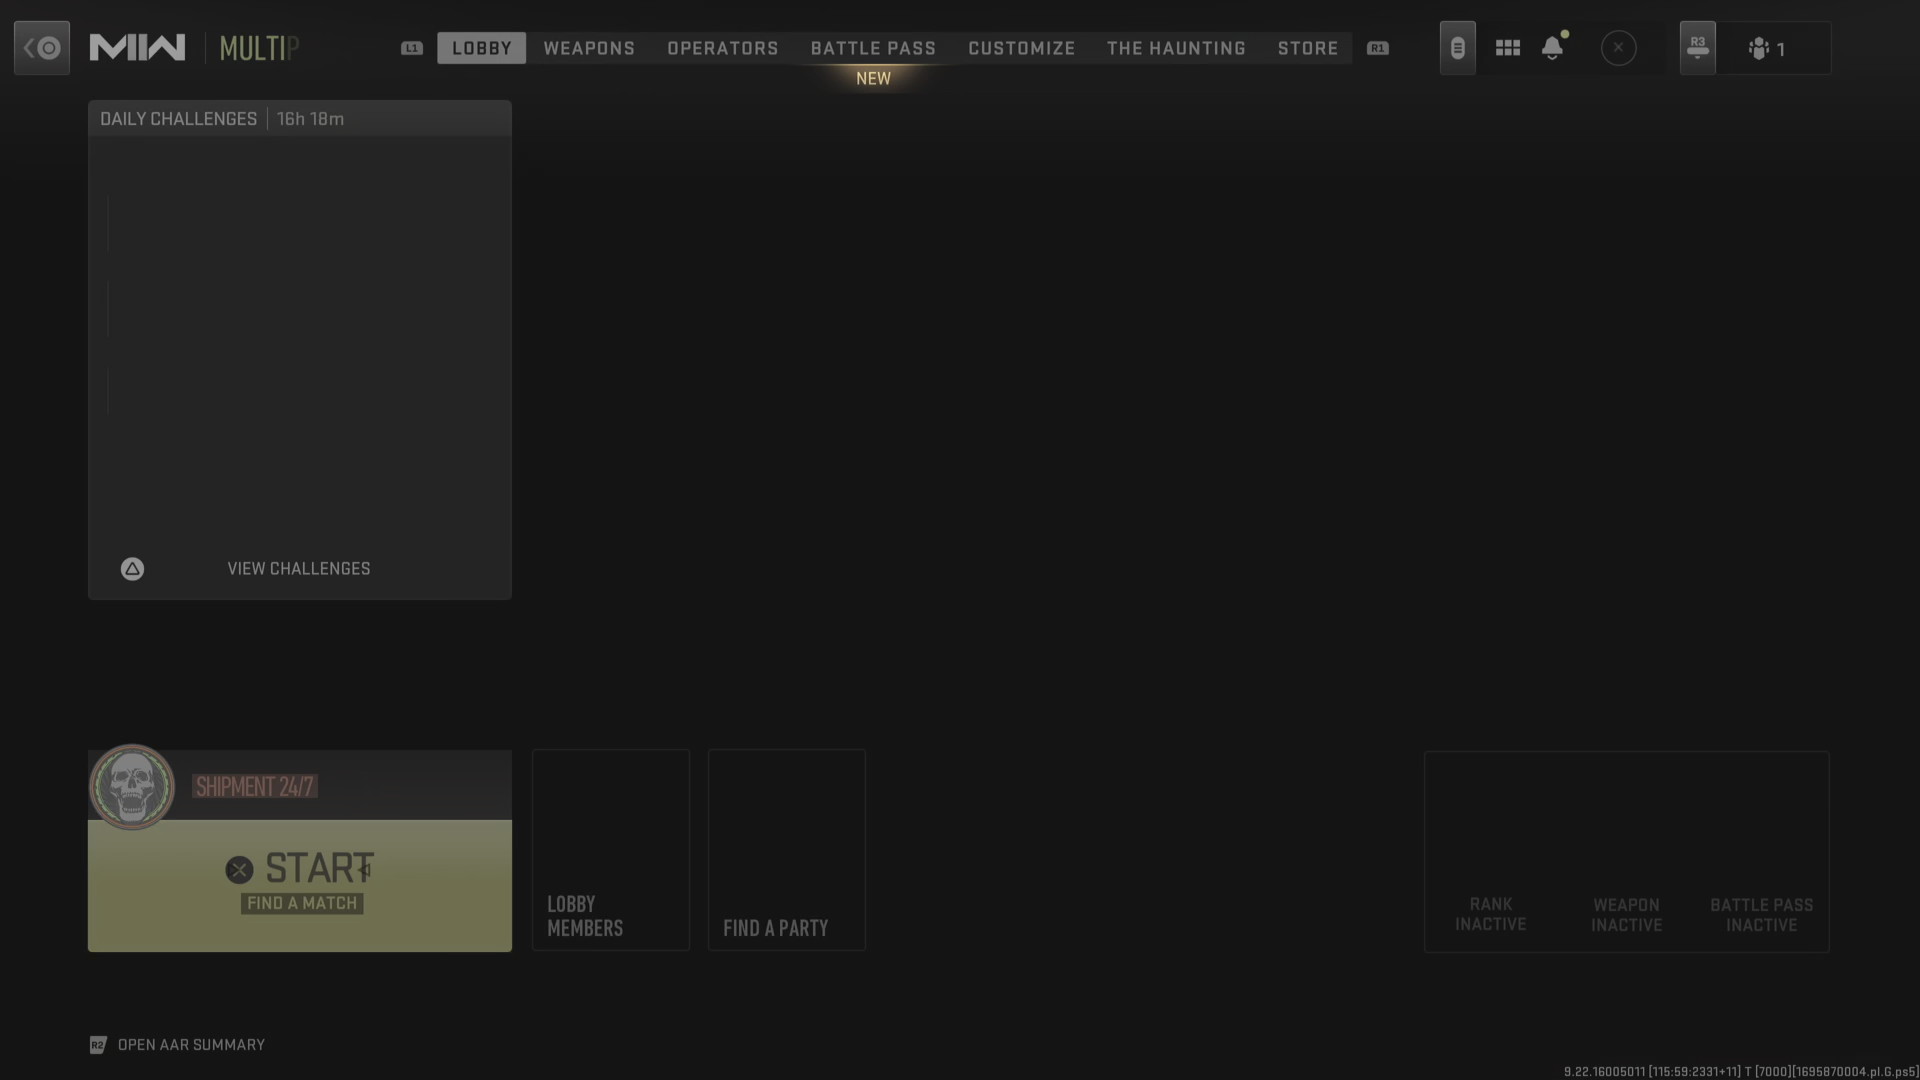 MW MULTIP
L1 LOBBY WEAPONS OPERATORS BATTLE PASS CUSTOMIZE THE HAUNTING STORE R1
R3 1
NEW
DAILY CHALLENGES 16h 18m
VIEW CHALLENGES
SHIPMENT 24/7
START
FIND A MATCH
LOBBY
MEMBERS
FIND A PARTY
RANK
INACTIVE
WEAPON
INACTIVE
BATTLE PASS
INACTIVE
R2 OPEN AAR SUMMARY
9.22.16005011 [115:59:2331+11] T [7000][1695870004.pl.G.ps5]